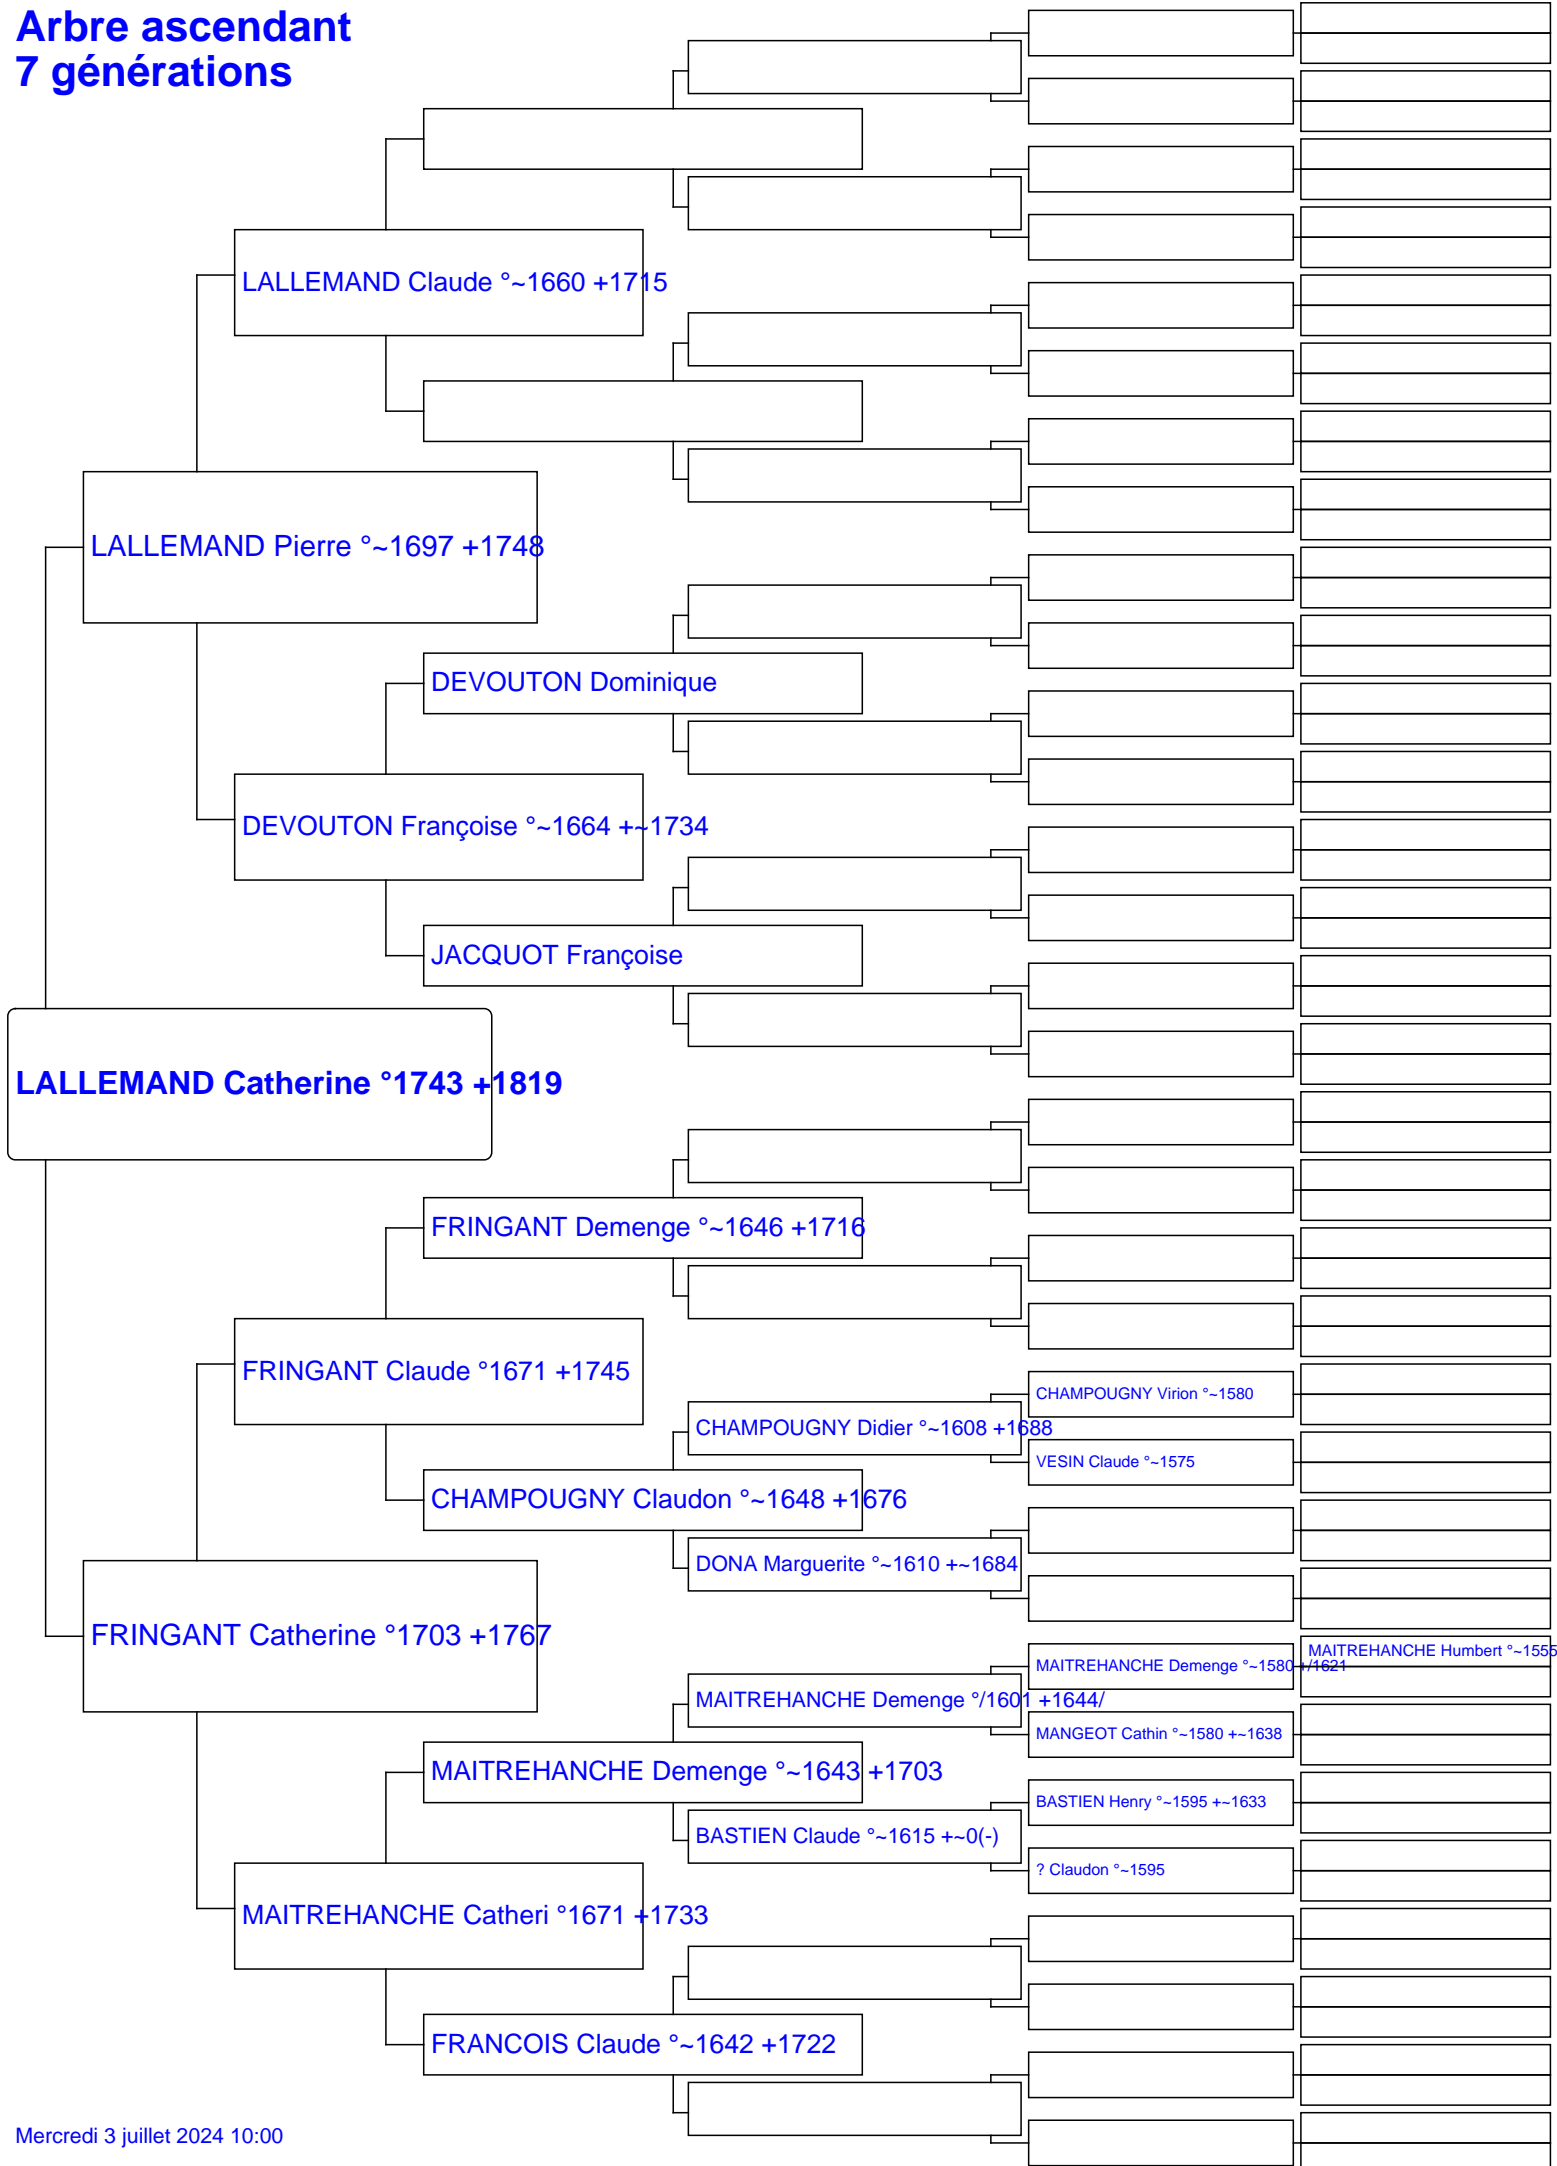 Arbre ascendant
7 générations
LALLEMAND Claude °~1660 +1715
LALLEMAND Pierre °~1697 +1748
DEVOUTON Dominique
DEVOUTON Françoise °~1664 +~1734
JACQUOT Françoise
LALLEMAND Catherine °1743 +1819
FRINGANT Demenge °~1646 +1716
FRINGANT Claude °1671 +1745
CHAMPOUGNY Virion °~1580
CHAMPOUGNY Didier °~1608 +1688
VESIN Claude °~1575
CHAMPOUGNY Claudon °~1648 +1676
DONA Marguerite °~1610 +~1684
FRINGANT Catherine °1703 +1767
MAITREHANCHE Humbert °~1555
MAITREHANCHE Demenge °~1580 +/1621
MAITREHANCHE Demenge °/1601 +1644/
MANGEOT Cathin °~1580 +~1638
MAITREHANCHE Demenge °~1643 +1703
BASTIEN Henry °~1595 +~1633
BASTIEN Claude °~1615 +~0(-)
? Claudon °~1595
MAITREHANCHE Catheri °1671 +1733
FRANCOIS Claude °~1642 +1722
Mercredi 3 juillet 2024 10:00